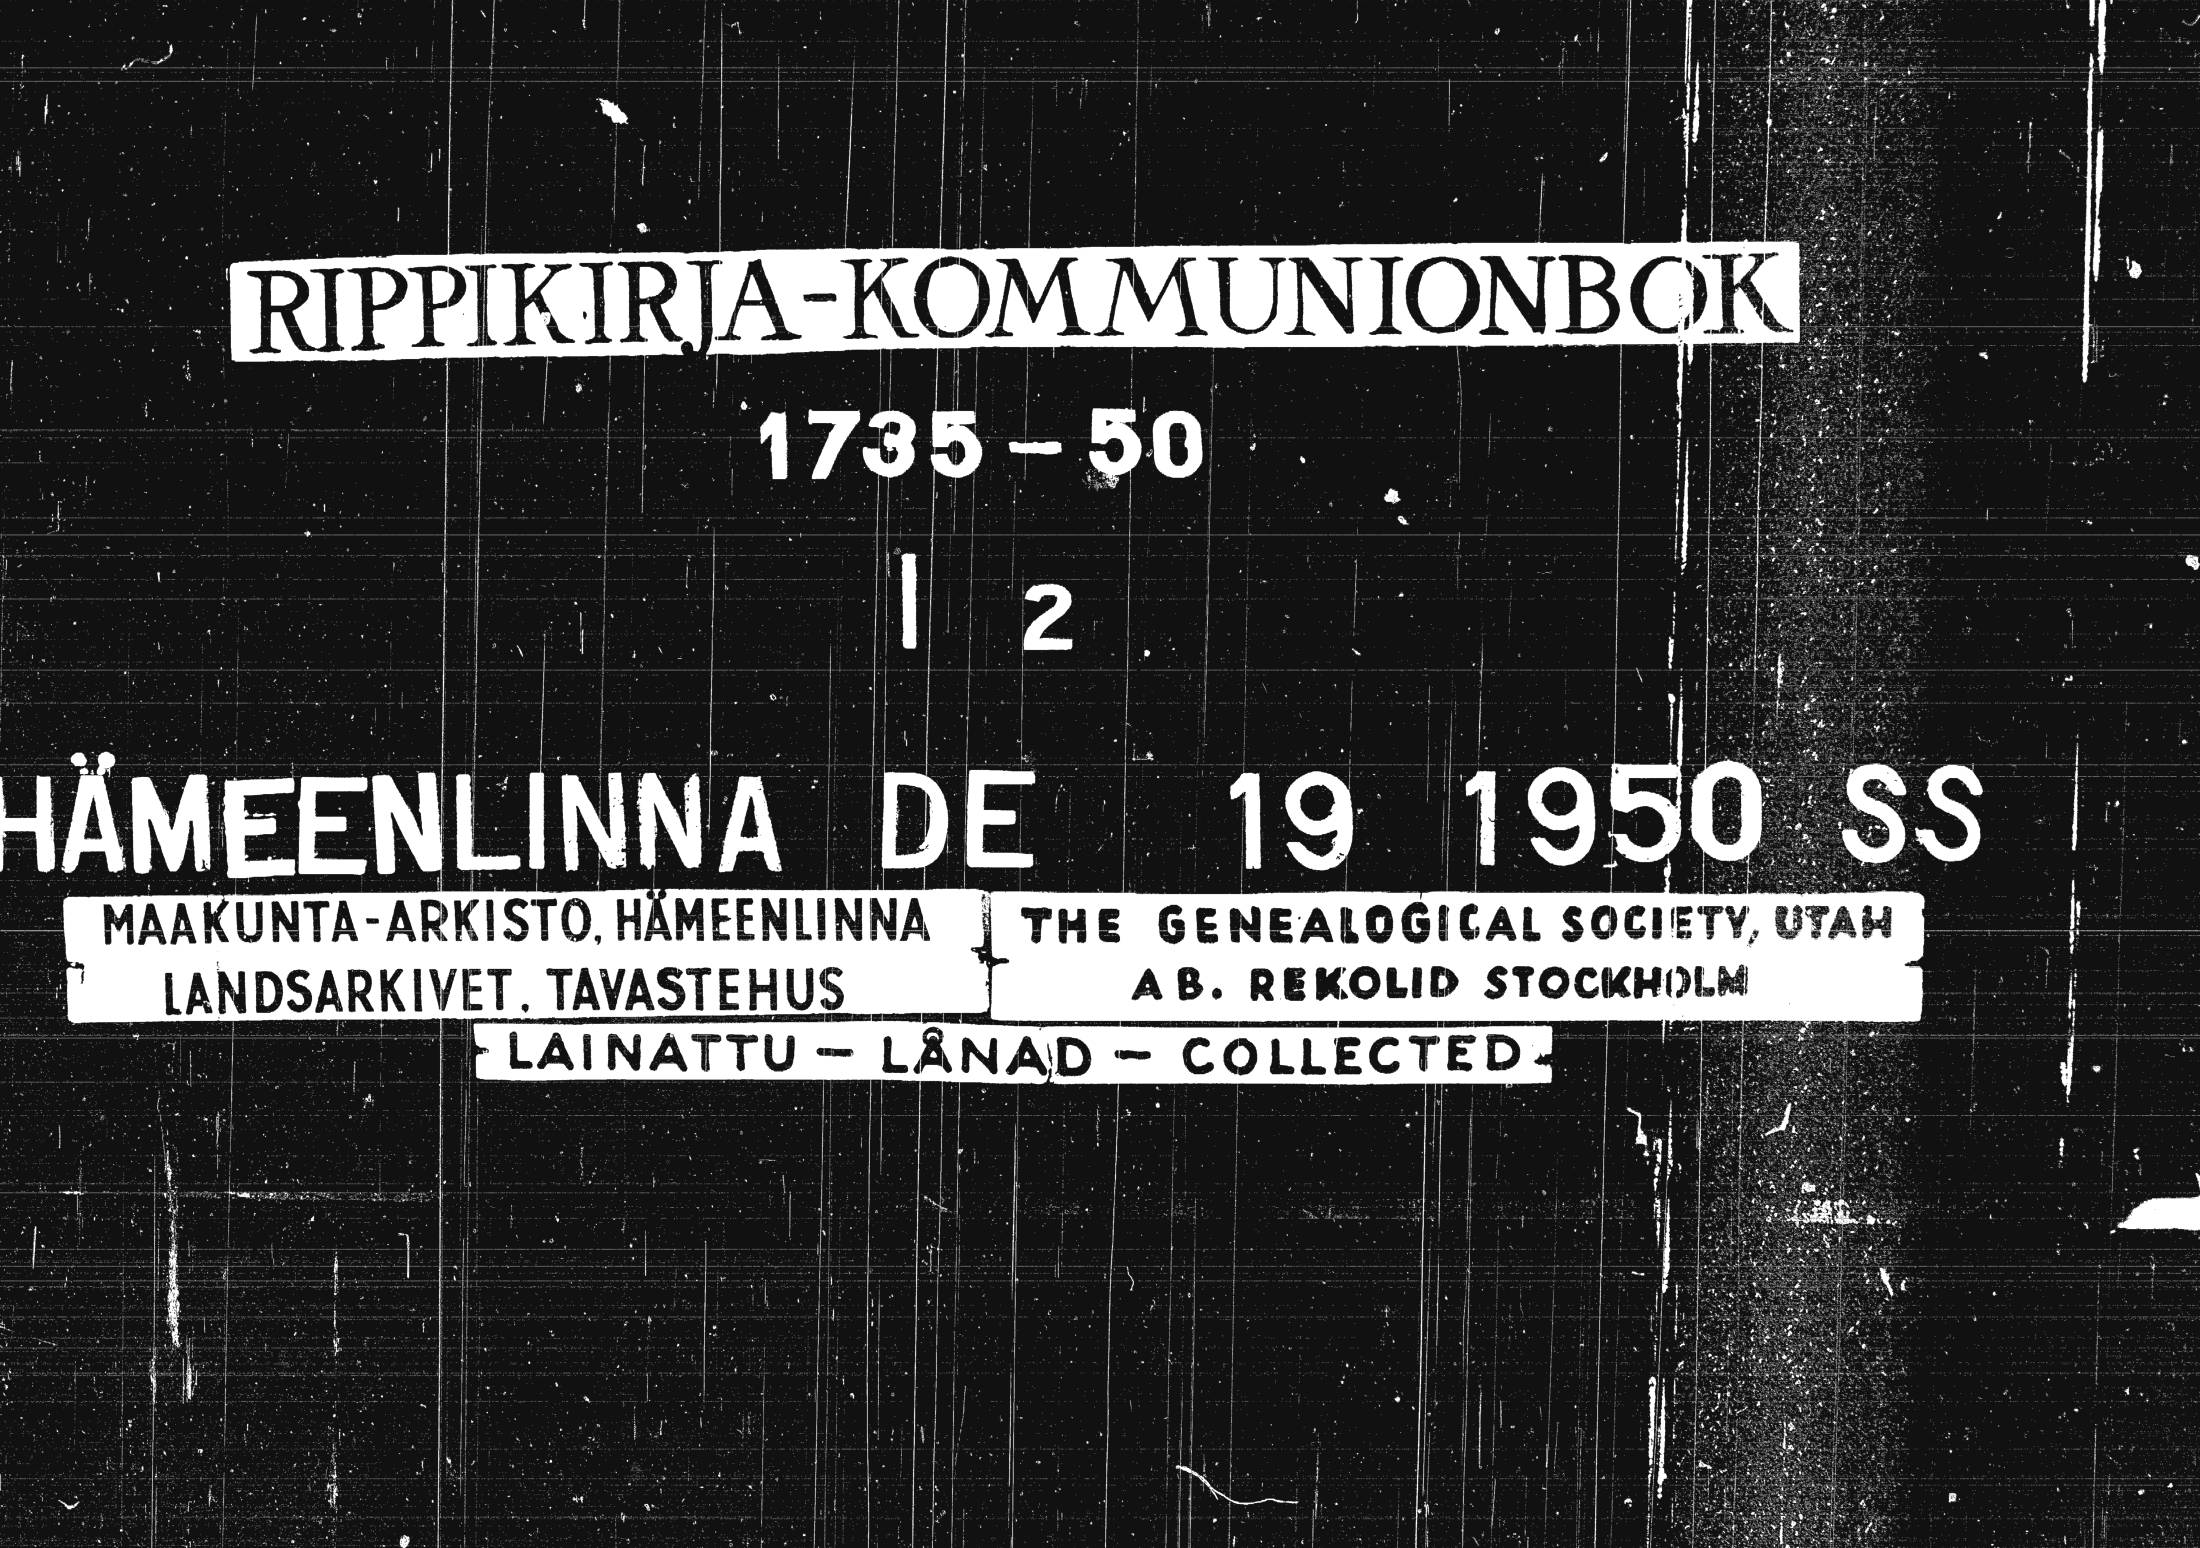 RIPPIKIRJA-KOMMUNIONBOK
1735-50
I 2
HÄMEENLINNA DE 19 1950 SS
MAAKUNTA-ARKISTO, HÄMEENLINNA
LANDSARKIVET, TAVASTEHUS
THE GENEALOGICAL SOCIETY, UTAH
AB. REKOLID STOCKHOLM
LAINATTU - LÅNAD - COLLECTED